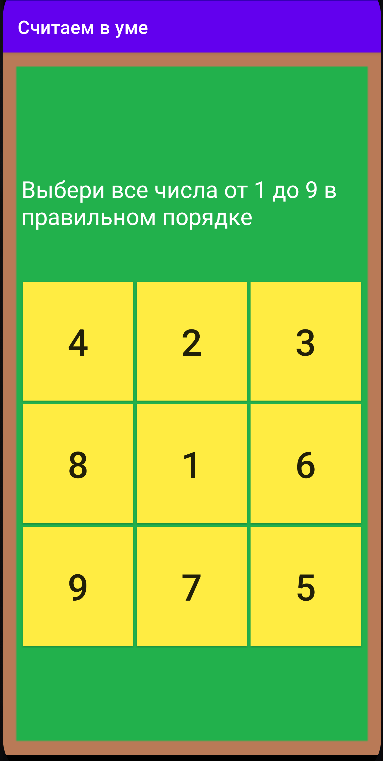 Считаем в уме
Выбери все числа от 1 до 9 в
правильном порядке
4 2 3
8 1 6
9 7 5